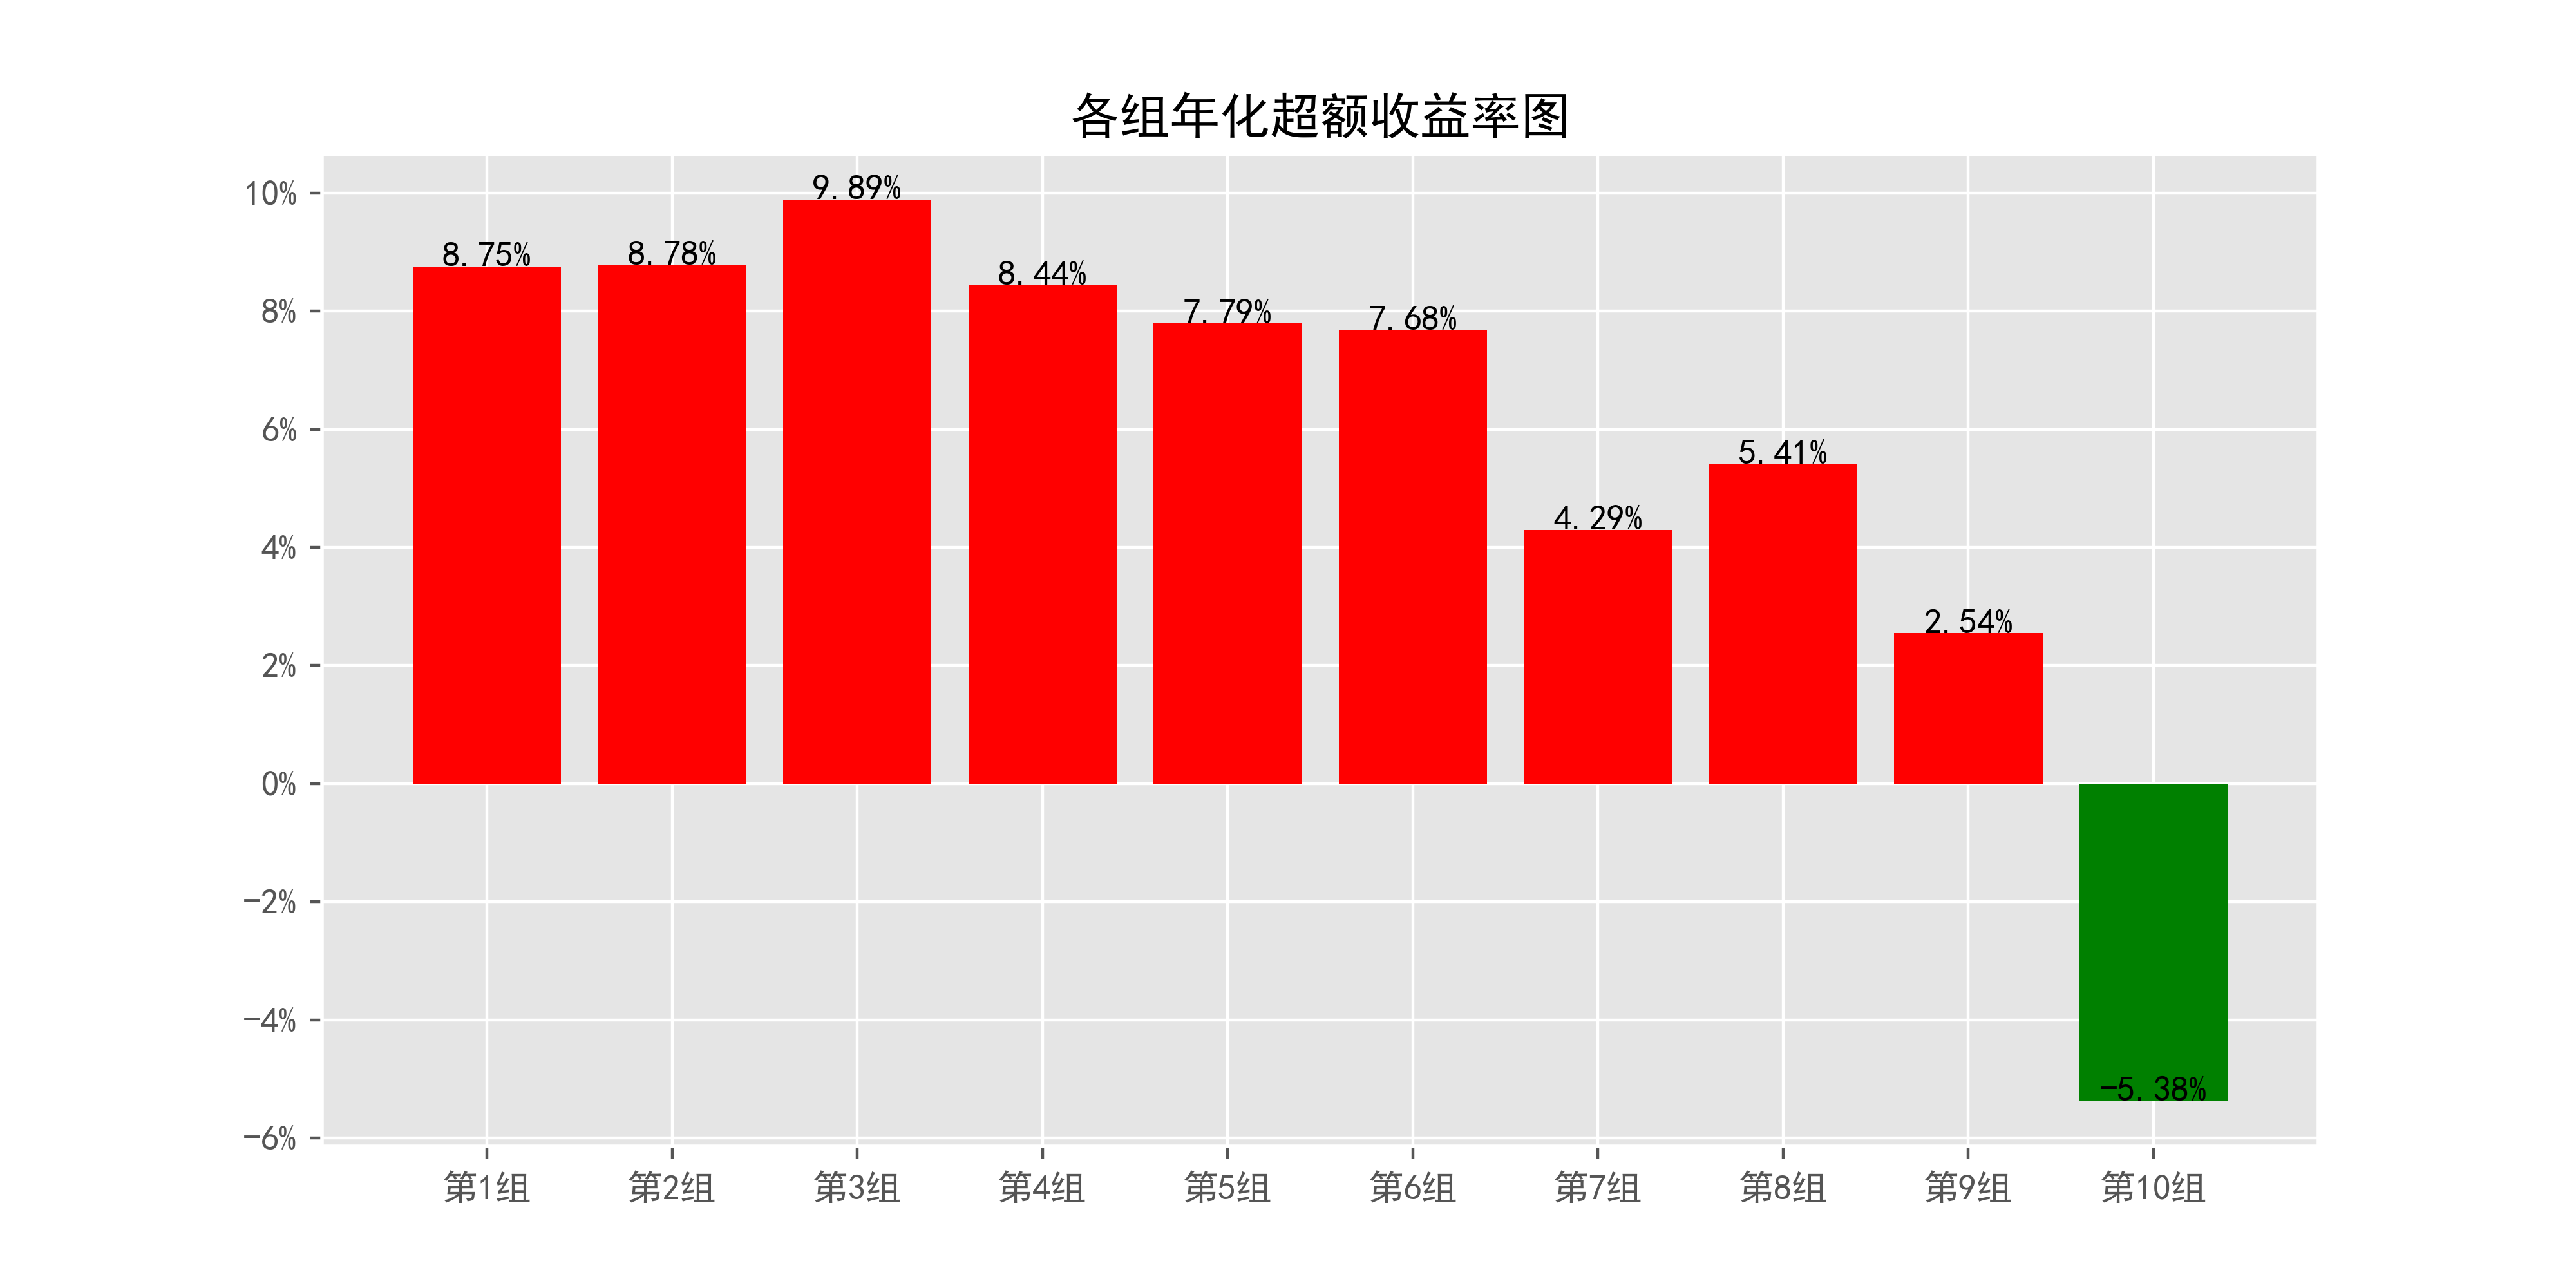 各组年化超额收益率图
10%
8%
6%
4%
2%
0%
−2%
−4%
−6%
8.75%
8.78%
9.89%
8.44%
7.79%
7.68%
4.29%
5.41%
2.54%
−5.38%
第1组
第2组
第3组
第4组
第5组
第6组
第7组
第8组
第9组
第10组